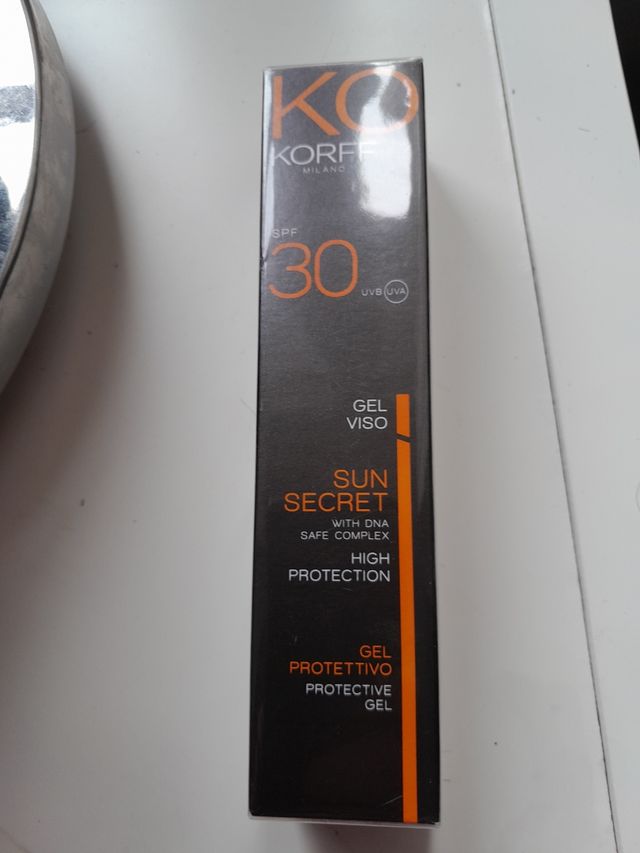 KO
KORFF
MILANO
SPF
30
UVB UVA
GEL
VISO
SUN
SECRET
WITH DNA
SAFE COMPLEX
HIGH
PROTECTION
GEL
PROTETTIVO
PROTECTIVE
GEL